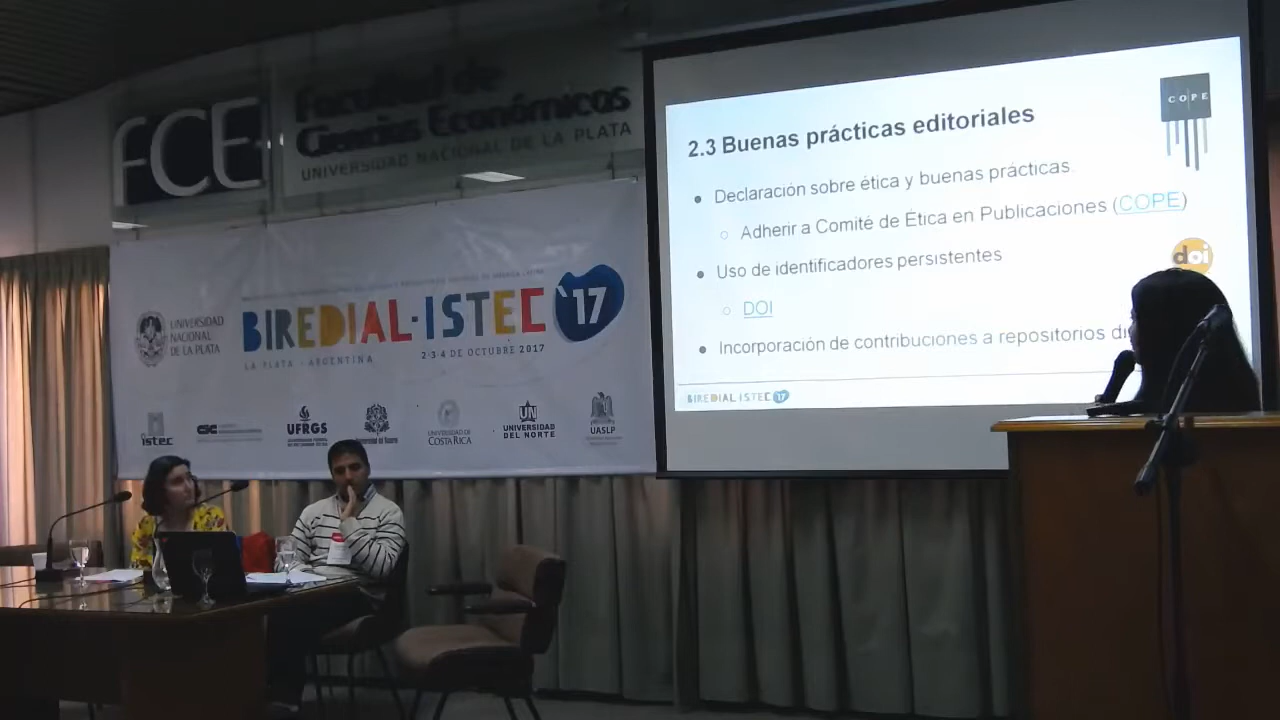 FCE
Facultad de
Ciencias Económicas
UNIVERSIDAD NACIONAL DE LA PLATA
UNIVERSIDAD
NACIONAL
DE LA PLATA
BIREDIAL-ISTEC '17
LA PLATA - ARGENTINA
2-3-4 DE OCTUBRE 2017
istec
CSC
UFRGS
UNIVERSIDAD DE
COSTA RICA
UN
UNIVERSIDAD
DEL NORTE
UASLP
COPE
2.3 Buenas prácticas editoriales
● Declaración sobre ética y buenas prácticas.
○ Adherir a Comité de Ética en Publicaciones (COPE)
● Uso de identificadores persistentes
doi
○ DOI
● Incorporación de contribuciones a repositorios
BIREDIAL-ISTEC '17